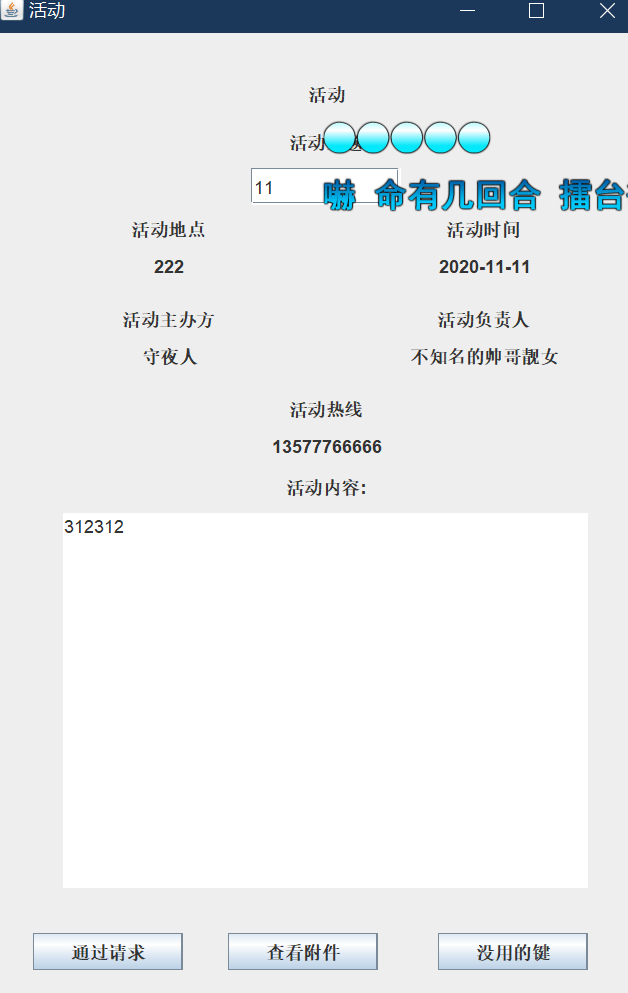 活动
活动
活动
11
嚇 命有几回合 擂台
活动地点 活动时间
222 2020-11-11
活动主办方 活动负责人
守夜人 不知名的帅哥靓女
活动热线
13577766666
活动内容:
312312
通过请求 查看附件 没用的键